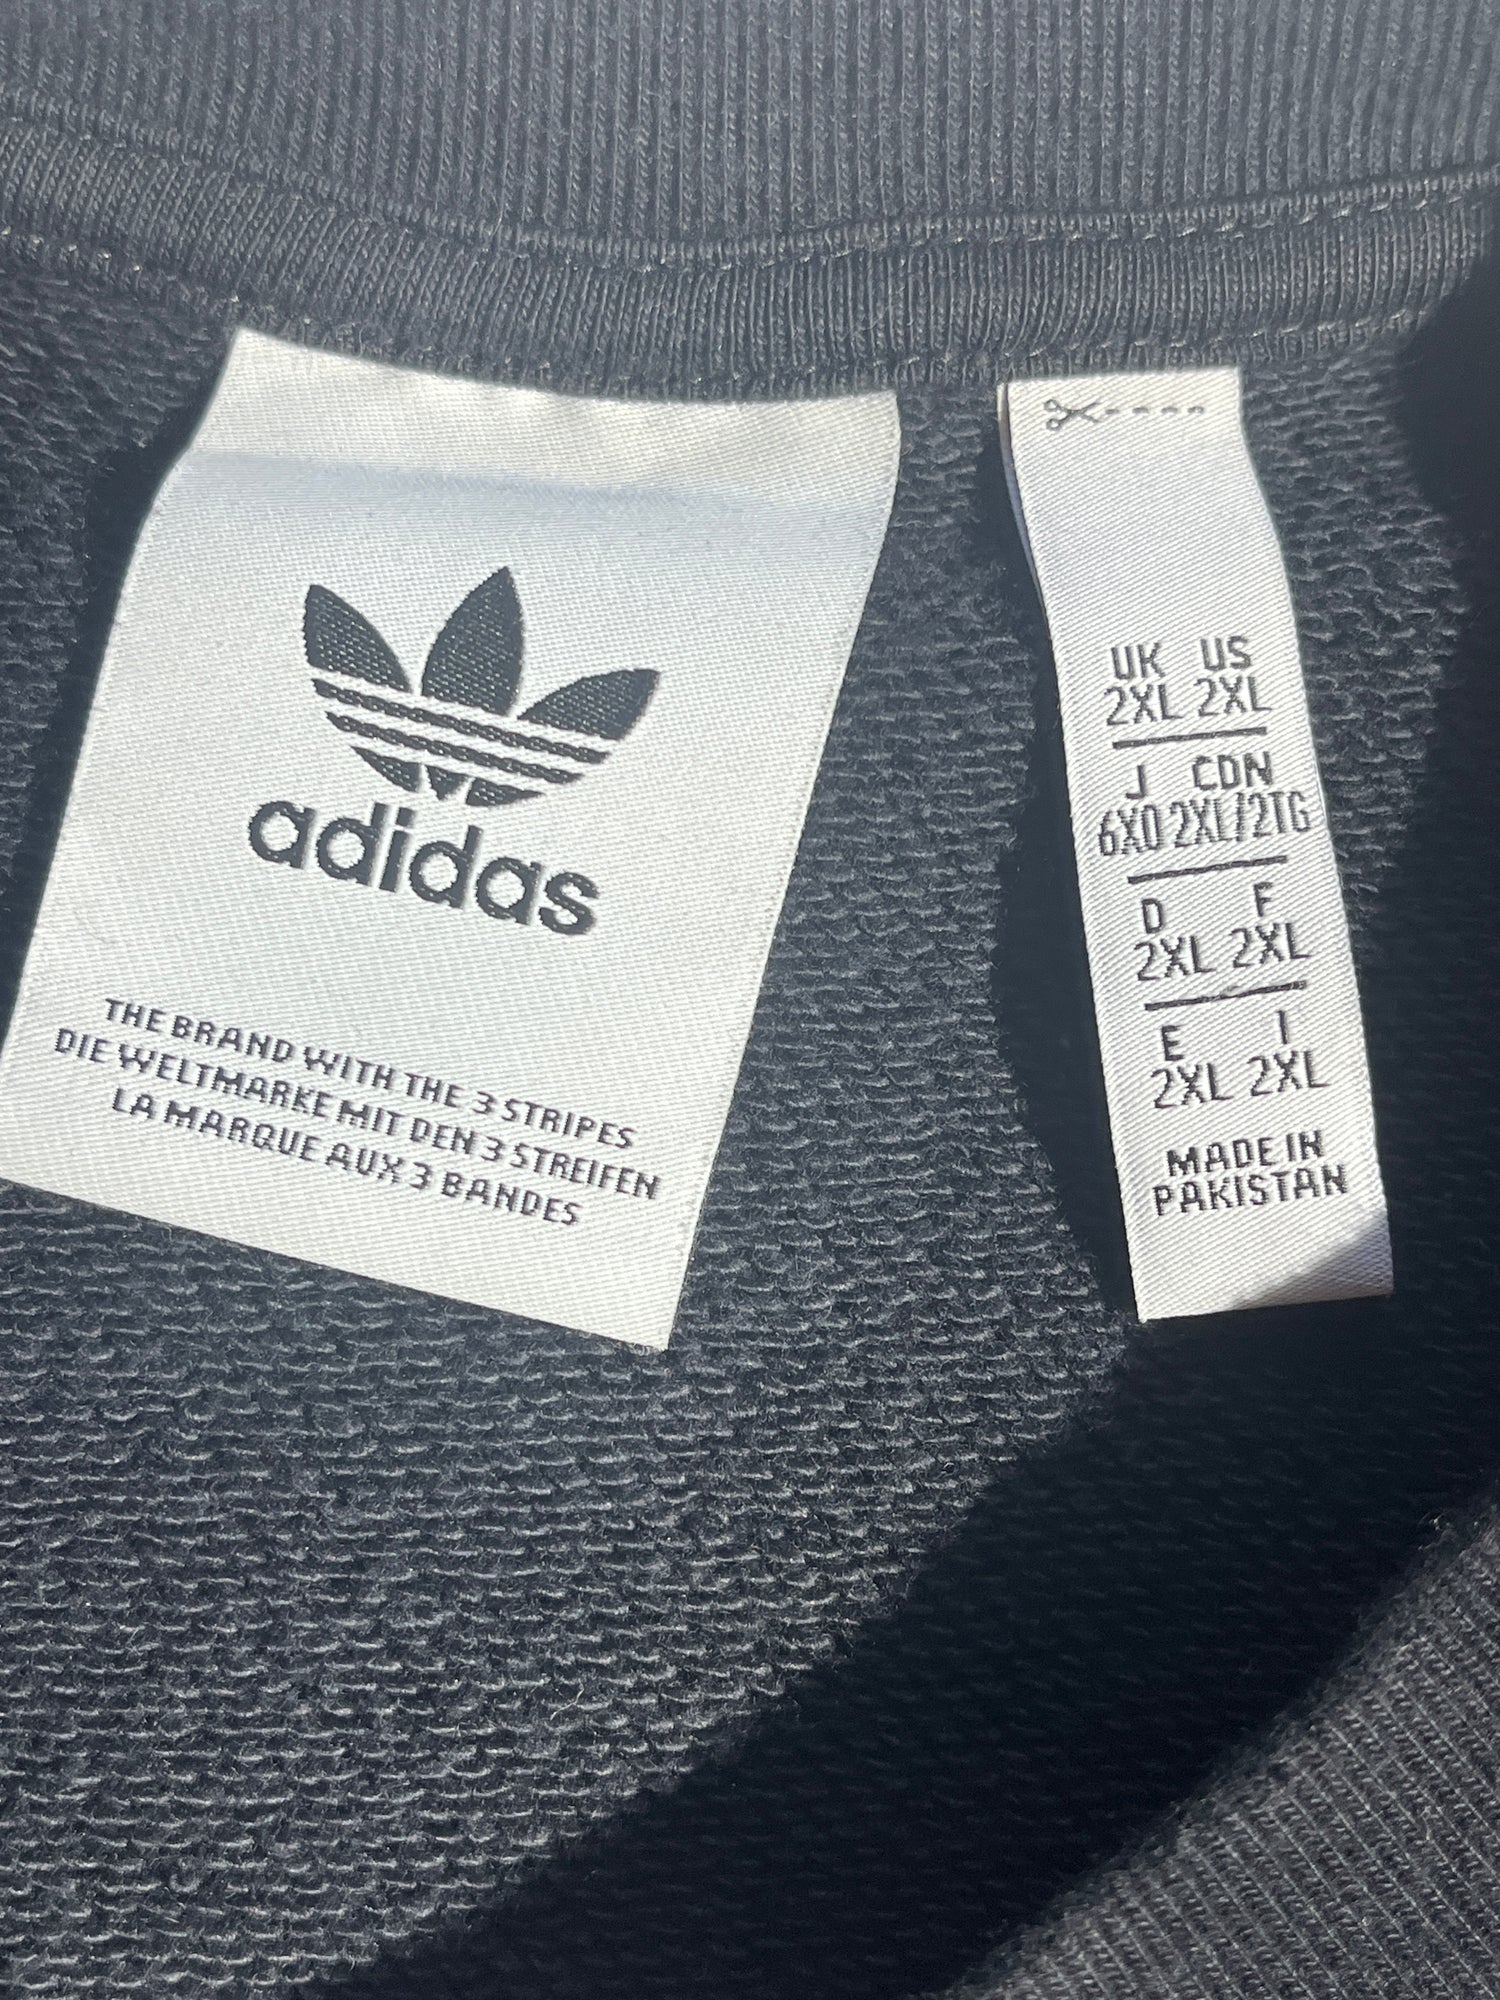 adidas
THE BRAND WITH THE 3 STRIPES
DIE WELTMARKE MIT DEN 3 STREIFEN
LA MARQUE AUX 3 BANDES
UK US
2XL 2XL
J CDN
6XO 2XL/2TG
D F
2XL 2XL
E I
2XL 2XL
MADE IN
PAKISTAN